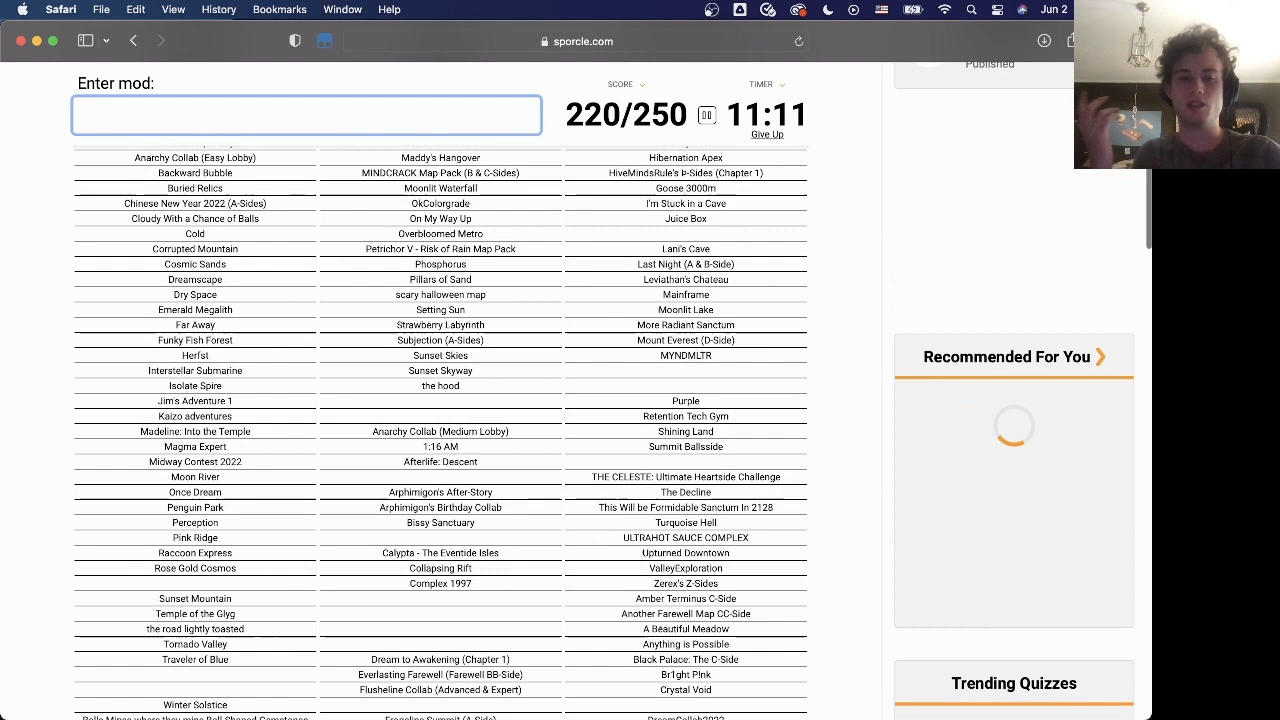 Safari File Edit View History Bookmarks Window Help Jun 2
sporcle.com
Enter mod:
SCORE
TIMER
220/250 11:11
Give Up
Published
Anarchy Collab (Easy Lobby) Maddy's Hangover Hibernation Apex
Backward Bubble MINDCRACK Map Pack (B & C-Sides) HiveMindsRule's Þ-Sides (Chapter 1)
Buried Relics Moonlit Waterfall Goose 3000m
Chinese New Year 2022 (A-Sides) OkColorgrade I'm Stuck in a Cave
Cloudy With a Chance of Balls On My Way Up Juice Box
Cold Overbloomed Metro
Corrupted Mountain Petrichor V - Risk of Rain Map Pack Lani's Cave
Cosmic Sands Phosphorus Last Night (A & B-Side)
Dreamscape Pillars of Sand Leviathan's Chateau
Dry Space scary halloween map Mainframe
Emerald Megalith Setting Sun Moonlit Lake
Far Away Strawberry Labyrinth More Radiant Sanctum
Funky Fish Forest Subjection (A-Sides) Mount Everest (D-Side)
Herfst Sunset Skies MYNDMLTR
Interstellar Submarine Sunset Skyway
Isolate Spire the hood
Jim's Adventure 1 Purple
Kaizo adventures Retention Tech Gym
Madeline: Into the Temple Anarchy Collab (Medium Lobby) Shining Land
Magma Expert 1:16 AM Summit Ballsside
Midway Contest 2022 Afterlife: Descent
Moon River THE CELESTE: Ultimate Heartside Challenge
Once Dream Arphimigon's After-Story The Decline
Penguin Park Arphimigon's Birthday Collab This Will be Formidable Sanctum In 2128
Perception Bissy Sanctuary Turquoise Hell
Pink Ridge ULTRAHOT SAUCE COMPLEX
Raccoon Express Calypta - The Eventide Isles Upturned Downtown
Rose Gold Cosmos Collapsing Rift ValleyExploration
Complex 1997 Zerex's Z-Sides
Sunset Mountain Amber Terminus C-Side
Temple of the Glyg Another Farewell Map CC-Side
the road lightly toasted A Beautiful Meadow
Tornado Valley Anything is Possible
Traveler of Blue Dream to Awakening (Chapter 1) Black Palace: The C-Side
Everlasting Farewell (Farewell BB-Side) Br1ght P!nk
Flusheline Collab (Advanced & Expert) Crystal Void
Winter Solstice
Recommended For You
Trending Quizzes